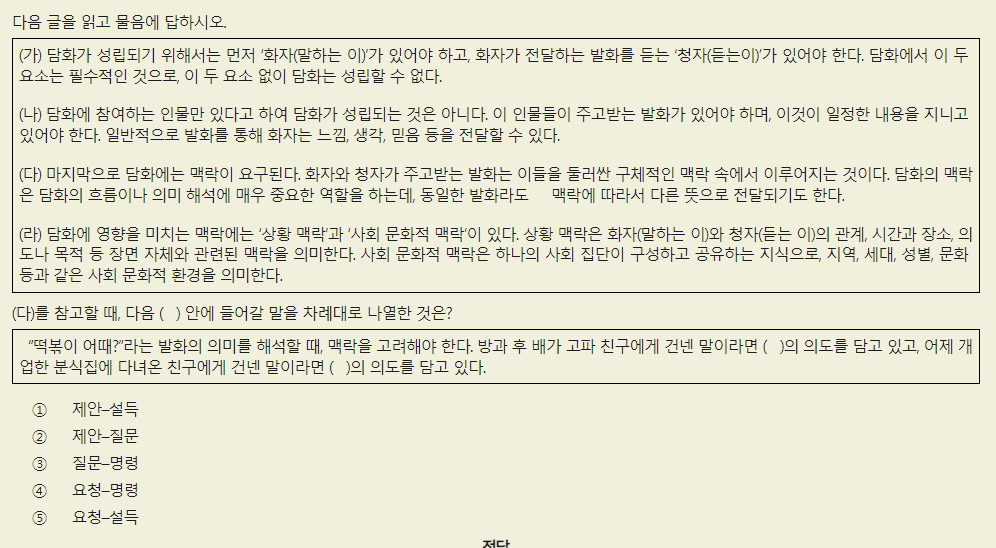 다음 글을 읽고 물음에 답하시오.
(가) 담화가 성립되기 위해서는 먼저 '화자(말하는 이)'가 있어야 하고, 화자가 전달하는 발화를 듣는 '청자(듣는이)'가 있어야 한다. 담화에서 이 두
요소는 필수적인 것으로, 이 두 요소 없이 담화는 성립할 수 없다.
(나) 담화에 참여하는 인물만 있다고 하여 담화가 성립되는 것은 아니다. 이 인물들이 주고받는 발화가 있어야 하며, 이것이 일정한 내용을 지니고
있어야 한다. 일반적으로 발화를 통해 화자는 느낌, 생각, 믿음 등을 전달할 수 있다.
(다) 마지막으로 담화에는 맥락이 요구된다. 화자와 청자가 주고받는 발화는 이들을 둘러싼 구체적인 맥락 속에서 이루어지는 것이다. 담화의 맥락
은 담화의 흐름이나 의미 해석에 매우 중요한 역할을 하는데, 동일한 발화라도 맥락에 따라서 다른 뜻으로 전달되기도 한다.
(라) 담화에 영향을 미치는 맥락에는 '상황 맥락'과 '사회 문화적 맥락'이 있다. 상황 맥락은 화자(말하는 이)와 청자(듣는 이)의 관계, 시간과 장소, 의
도나 목적 등 장면 자체와 관련된 맥락을 의미한다. 사회 문화적 맥락은 하나의 사회 집단이 구성하고 공유하는 지식으로, 지역, 세대, 성별, 문화
등과 같은 사회 문화적 환경을 의미한다.
(다)를 참고할 때, 다음 ( ) 안에 들어갈 말을 차례대로 나열한 것은?
"떡볶이 어때?"라는 발화의 의미를 해석할 때, 맥락을 고려해야 한다. 방과 후 배가 고파 친구에게 건넨 말이라면 ( )의 의도를 담고 있고, 어제 개
업한 분식집에 다녀온 친구에게 건넨 말이라면 ( )의 의도를 담고 있다.
① 제안–설득
② 제안–질문
③ 질문–명령
④ 요청–명령
⑤ 요청–설득